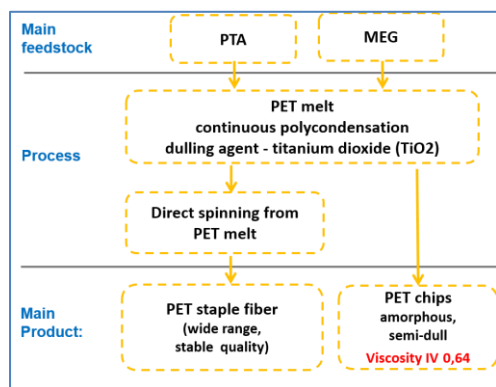 Main
feedstock
PTA
MEG
PET melt
continuous polycondensation
dulling agent - titanium dioxide (TiO2)
Process
Direct spinning from
PET melt
Main
Product:
PET staple fiber
(wide range,
stable quality)
PET chips
amorphous,
semi-dull
Viscosity IV 0,64